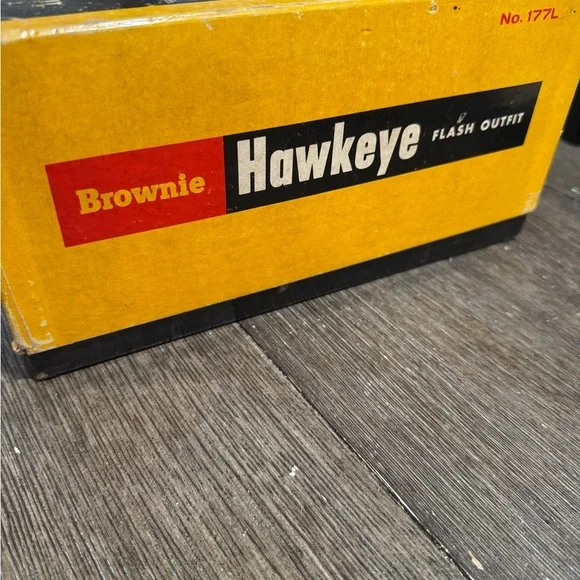 No. 177L
Brownie Hawkeye FLASH OUTFIT